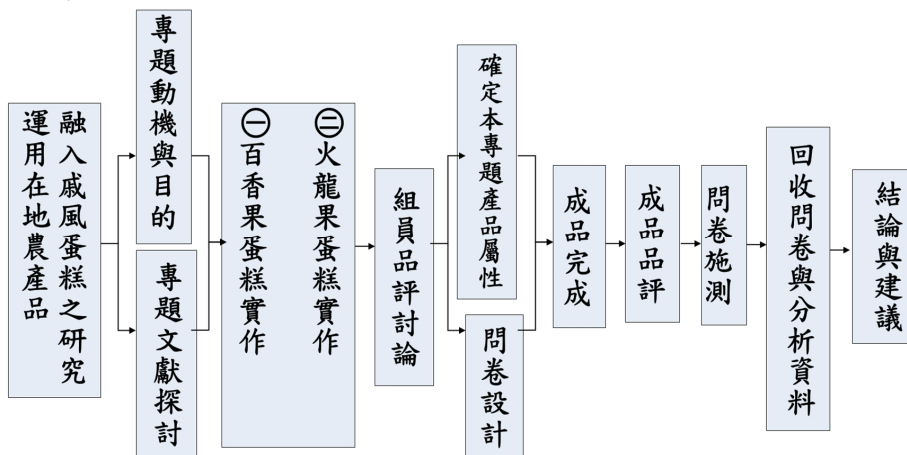 運用在地農產品
融入戚風蛋糕之研究
專題動機與目的
專題文獻探討
㊀百香果蛋糕實作
㊁火龍果蛋糕實作
組員品評討論
確定本專題產品屬性
問卷設計
成品完成
成品品評
問卷施測
回收問卷與分析資料
結論與建議